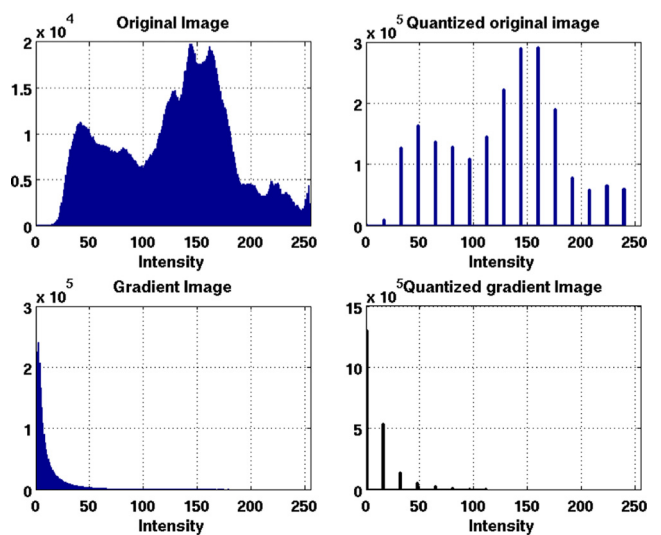 Original Image
x 10^4
2
1.5
1
0.5
0
0 50 100 150 200 250
Intensity
x 10^5 Quantized original image
3
2
1
0
0 50 100 150 200 250
Intensity
Gradient Image
x 10^5
3
2
1
0
0 50 100 150 200 250
Intensity
x 10^5 Quantized gradient image
15
10
5
0
0 50 100 150 200 250
Intensity